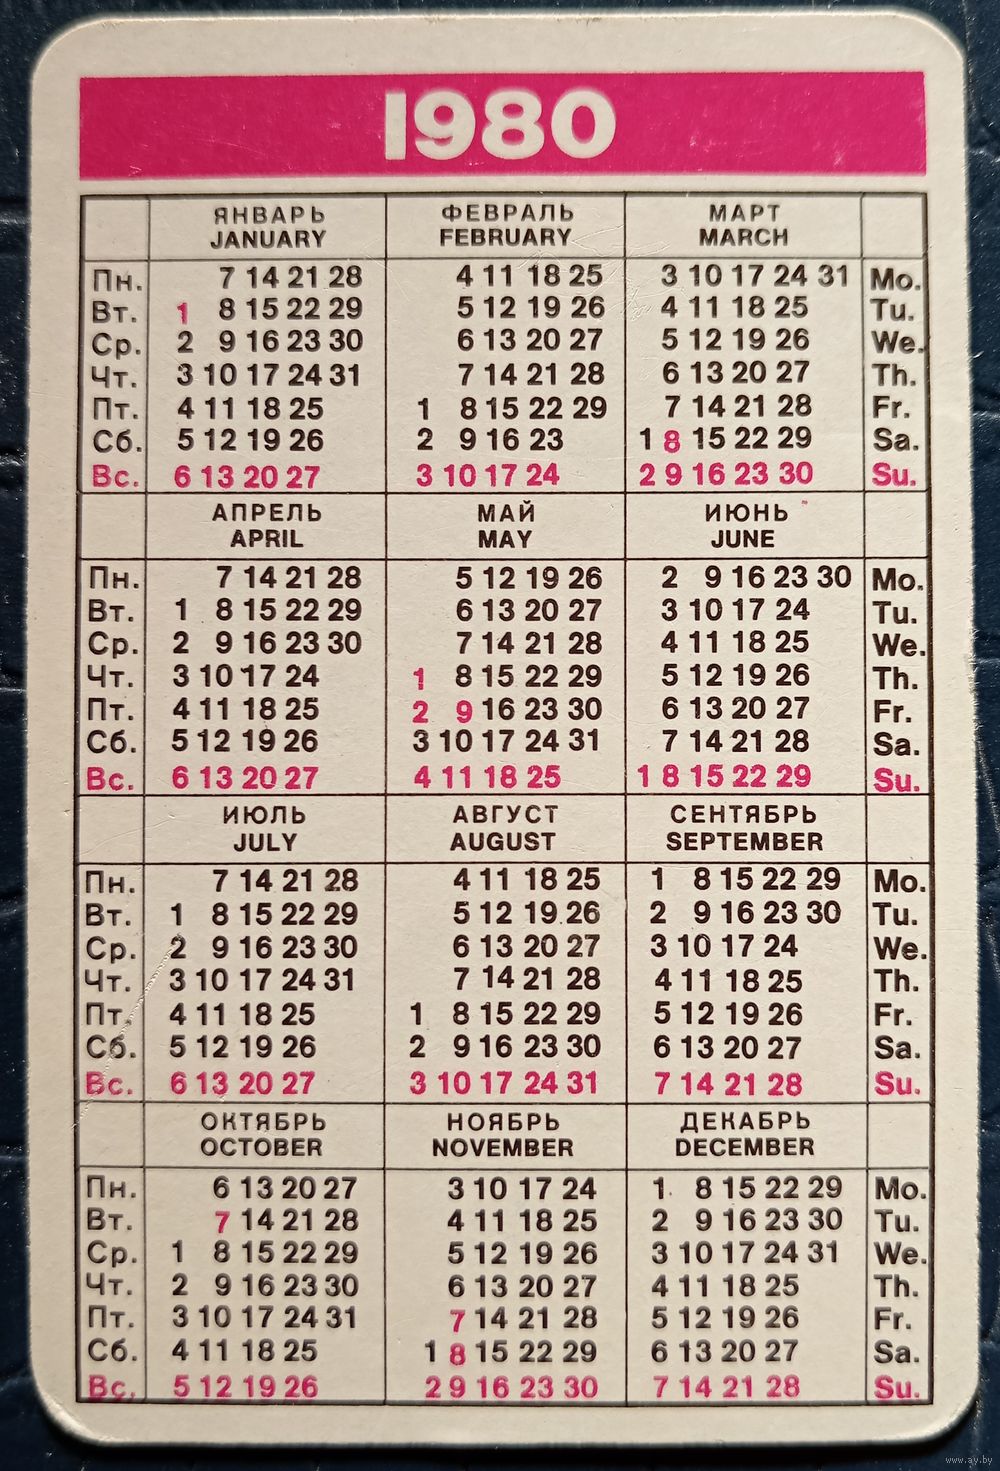 1980
ЯНВАРЬ ФЕВРАЛЬ МАРТ
JANUARY FEBRUARY MARCH
Пн. 7 14 21 28 4 11 18 25 3 10 17 24 31 Mo.
Вт. 1 8 15 22 29 5 12 19 26 4 11 18 25 Tu.
Ср. 2 9 16 23 30 6 13 20 27 5 12 19 26 We.
Чт. 3 10 17 24 31 7 14 21 28 6 13 20 27 Th.
Пт. 4 11 18 25 1 8 15 22 29 7 14 21 28 Fr.
Сб. 5 12 19 26 2 9 16 23 1 8 15 22 29 Sa.
Вс. 6 13 20 27 3 10 17 24 2 9 16 23 30 Su.
АПРЕЛЬ МАЙ ИЮНЬ
APRIL MAY JUNE
Пн. 7 14 21 28 5 12 19 26 2 9 16 23 30 Mo.
Вт. 1 8 15 22 29 6 13 20 27 3 10 17 24 Tu.
Ср. 2 9 16 23 30 7 14 21 28 4 11 18 25 We.
Чт. 3 10 17 24 1 8 15 22 29 5 12 19 26 Th.
Пт. 4 11 18 25 2 9 16 23 30 6 13 20 27 Fr.
Сб. 5 12 19 26 3 10 17 24 31 7 14 21 28 Sa.
Вс. 6 13 20 27 4 11 18 25 1 8 15 22 29 Su.
ИЮЛЬ АВГУСТ СЕНТЯБРЬ
JULY AUGUST SEPTEMBER
Пн. 7 14 21 28 4 11 18 25 1 8 15 22 29 Mo.
Вт. 1 8 15 22 29 5 12 19 26 2 9 16 23 30 Tu.
Ср. 2 9 16 23 30 6 13 20 27 3 10 17 24 We.
Чт. 3 10 17 24 31 7 14 21 28 4 11 18 25 Th.
Пт. 4 11 18 25 1 8 15 22 29 5 12 19 26 Fr.
Сб. 5 12 19 26 2 9 16 23 30 6 13 20 27 Sa.
Вс. 6 13 20 27 3 10 17 24 31 7 14 21 28 Su.
ОКТЯБРЬ НОЯБРЬ ДЕКАБРЬ
OCTOBER NOVEMBER DECEMBER
Пн. 6 13 20 27 3 10 17 24 1 8 15 22 29 Mo.
Вт. 7 14 21 28 4 11 18 25 2 9 16 23 30 Tu.
Ср. 1 8 15 22 29 5 12 19 26 3 10 17 24 31 We.
Чт. 2 9 16 23 30 6 13 20 27 4 11 18 25 Th.
Пт. 3 10 17 24 31 7 14 21 28 5 12 19 26 Fr.
Сб. 4 11 18 25 1 8 15 22 29 6 13 20 27 Sa.
Вс. 5 12 19 26 2 9 16 23 30 7 14 21 28 Su.
www.ay.by